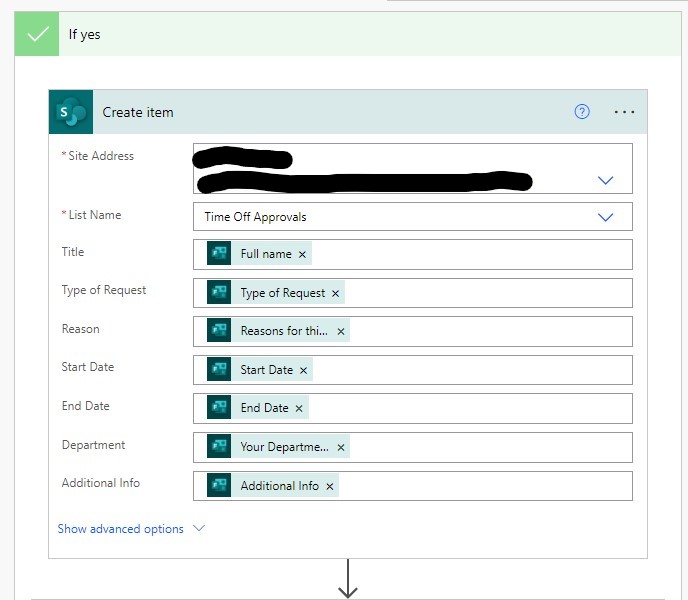 If yes
S
Create item
* Site Address
* List Name
Time Off Approvals
Title
Full name ×
Type of Request
Type of Request ×
Reason
Reasons for thi... ×
Start Date
Start Date ×
End Date
End Date ×
Department
Your Departme... ×
Additional Info
Additional Info ×
Show advanced options